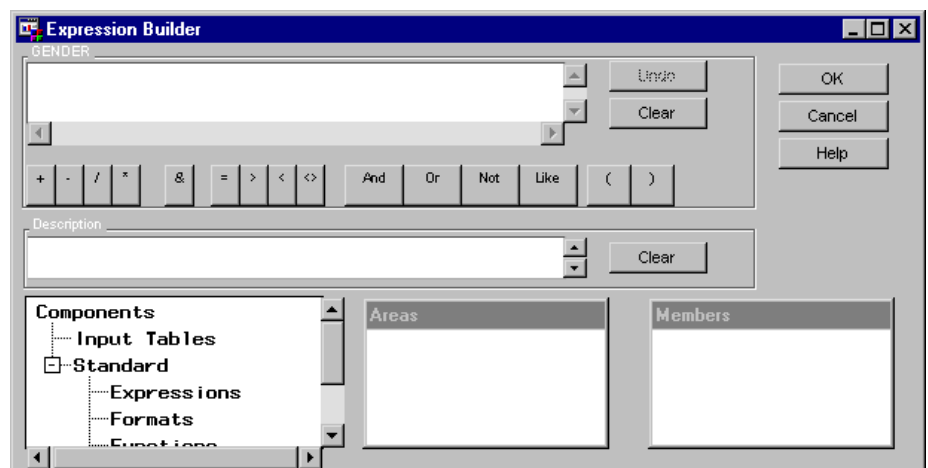 Expression Builder
GENDER
Undo
OK
Clear
Cancel
Help
+ - / * & = > < <> And Or Not Like ( )
Description
Clear
Components
Input Tables
Standard
Expressions
Formats
Functions
Areas
Members